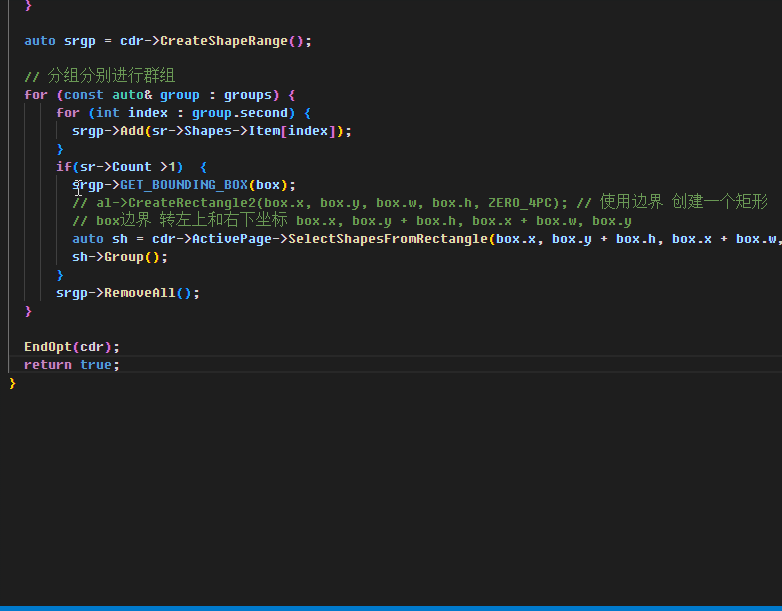 }
auto srgp = cdr->CreateShapeRange();
// 分组分别进行群组
for (const auto& group : groups) {
for (int index : group.second) {
srgp->Add(sr->Shapes->Item[index]);
}
if(sr->Count >1) {
srgp->GET_BOUNDING_BOX(box);
// al->CreateRectangle2(box.x, box.y, box.w, box.h, ZERO_4PC); // 使用边界 创建一个矩形
// box边界 转左上和右下坐标 box.x, box.y + box.h, box.x + box.w, box.y
auto sh = cdr->ActivePage->SelectShapesFromRectangle(box.x, box.y + box.h, box.x + box.w,
sh->Group();
}
srgp->RemoveAll();
}
EndOpt(cdr);
return true;
}